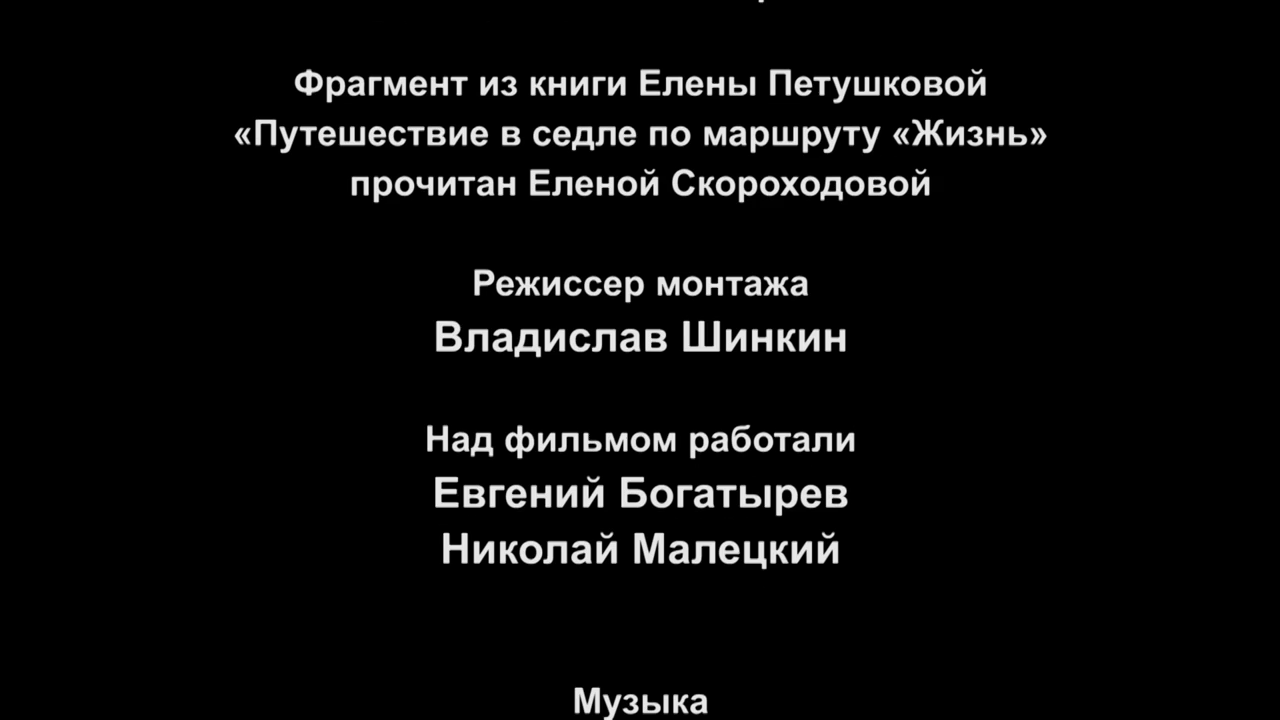 Фрагмент из книги Елены Петушковой
«Путешествие в седле по маршруту «Жизнь»
прочитан Еленой Скороходовой
Режиссер монтажа
Владислав Шинкин
Над фильмом работали
Евгений Богатырев
Николай Малецкий
Музыка